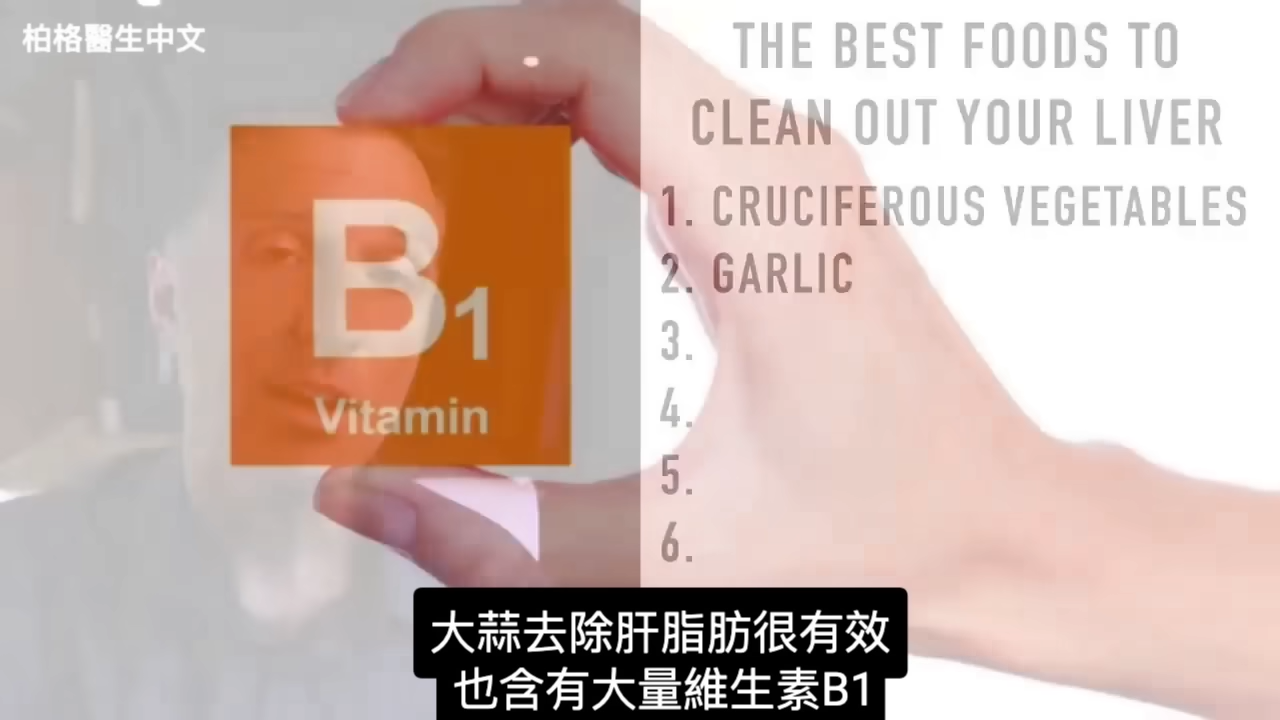 柏格醫生中文
THE BEST FOODS TO
CLEAN OUT YOUR LIVER
1. CRUCIFEROUS VEGETABLES
2. GARLIC
3.
4.
5.
6.
B1
Vitamin
大蒜去除肝脂肪很有效
也含有大量維生素B1